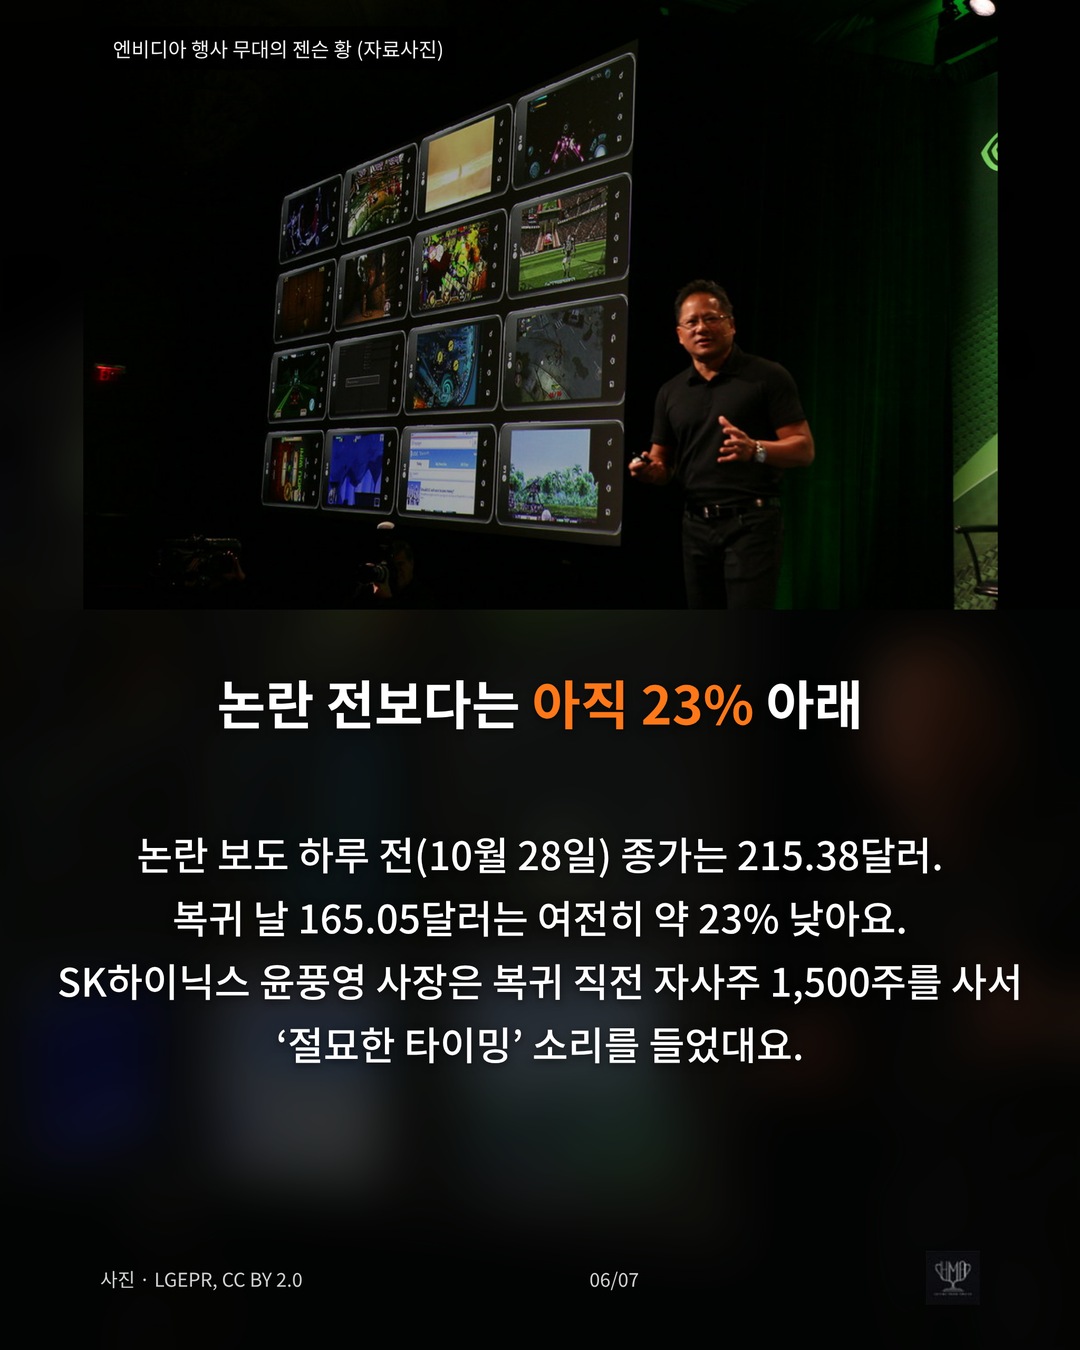 엔비디아 행사 무대의 젠슨 황 (자료사진)
논란 전보다는 아직 23% 아래
논란 보도 하루 전(10월 28일) 종가는 215.38달러.
복귀 날 165.05달러는 여전히 약 23% 낮아요.
SK하이닉스 윤풍영 사장은 복귀 직전 자사주 1,500주를 사서
‘절묘한 타이밍’ 소리를 들었대요.
사진 · LGEPR, CC BY 2.0
06/07